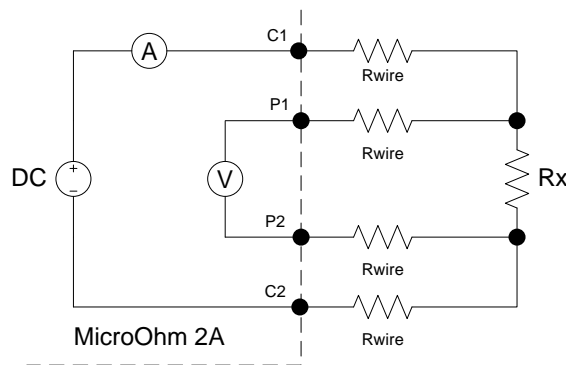 C1
A
Rwire
P1
Rwire
DC
+
−
V
Rx
P2
Rwire
C2
Rwire
MicroOhm 2A